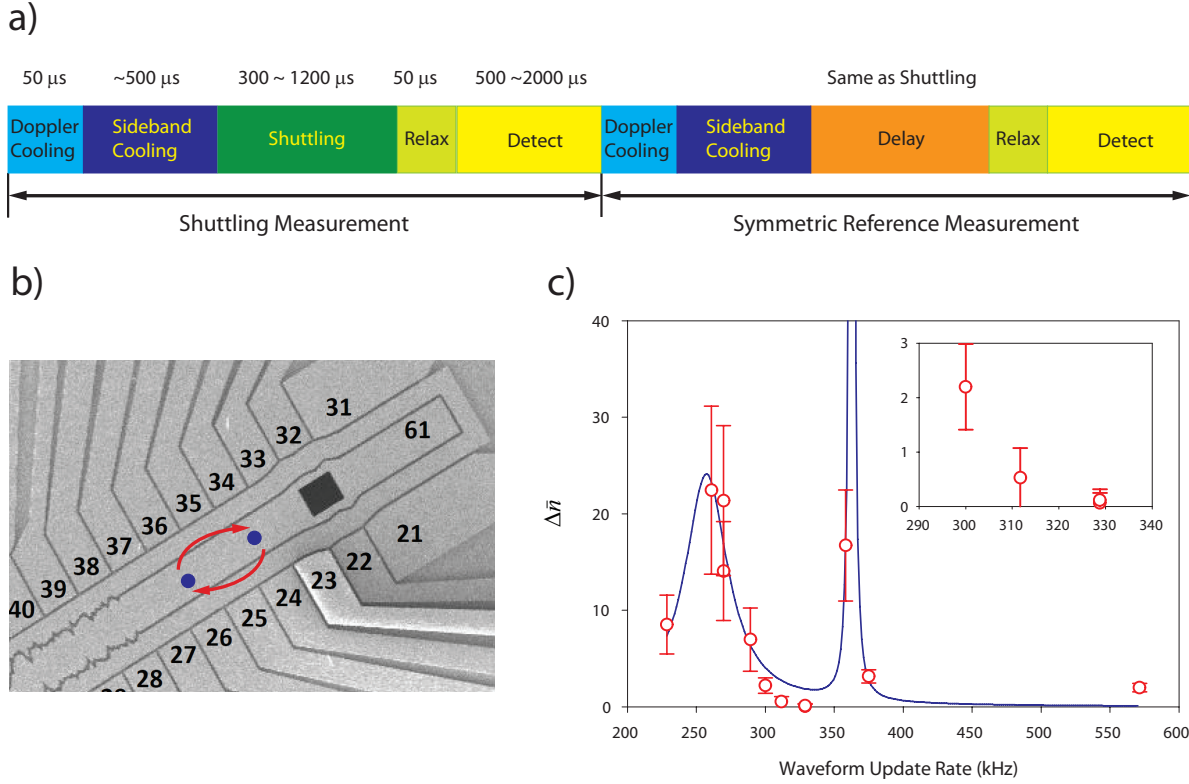 a)
50 μs ~500 μs 300 ~ 1200 μs 50 μs 500 ~2000 μs Same as Shuttling
Doppler Cooling Sideband Cooling Shuttling Relax Detect Doppler Cooling Sideband Cooling Delay Relax Detect
Shuttling Measurement Symmetric Reference Measurement
b)
31
32 61
33
34
35
36
37
38
39
40
21
22
23
24
25
26
27
28
c)
40
30
20
10
0
Δn̄
200 250 300 350 400 450 500 550 600
Waveform Update Rate (kHz)
3
2
1
0
290 300 310 320 330 340